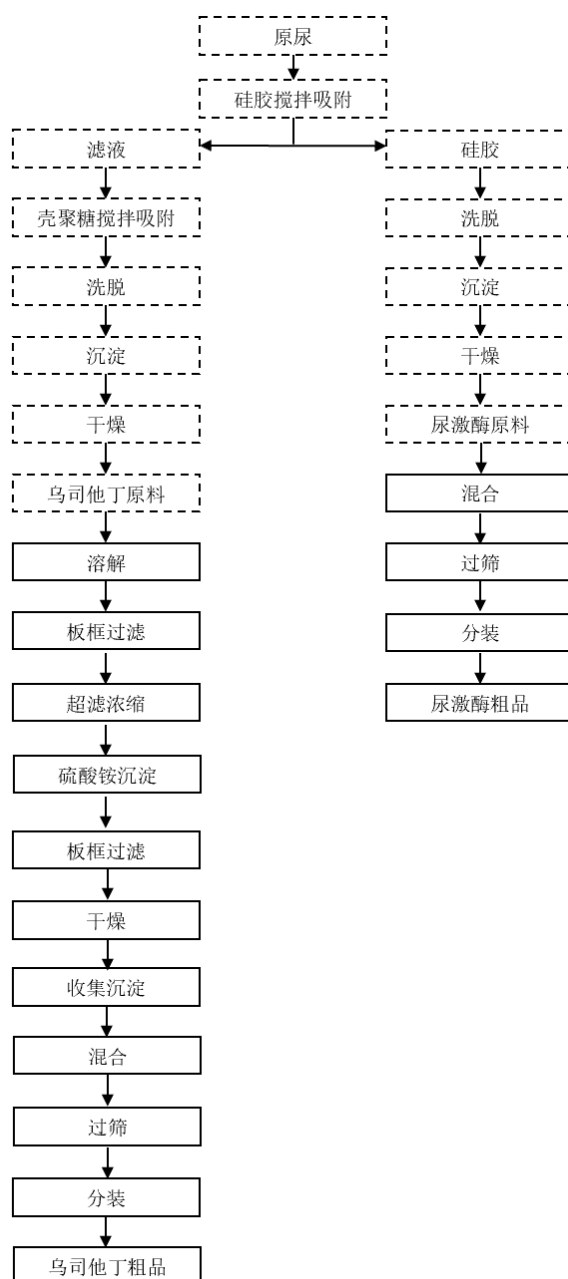 原尿
硅胶搅拌吸附
滤液
硅胶
壳聚糖搅拌吸附
洗脱
洗脱
沉淀
沉淀
干燥
干燥
尿激酶原料
乌司他丁原料
混合
溶解
过筛
板框过滤
分装
超滤浓缩
尿激酶粗品
硫酸铵沉淀
板框过滤
干燥
收集沉淀
混合
过筛
分装
乌司他丁粗品